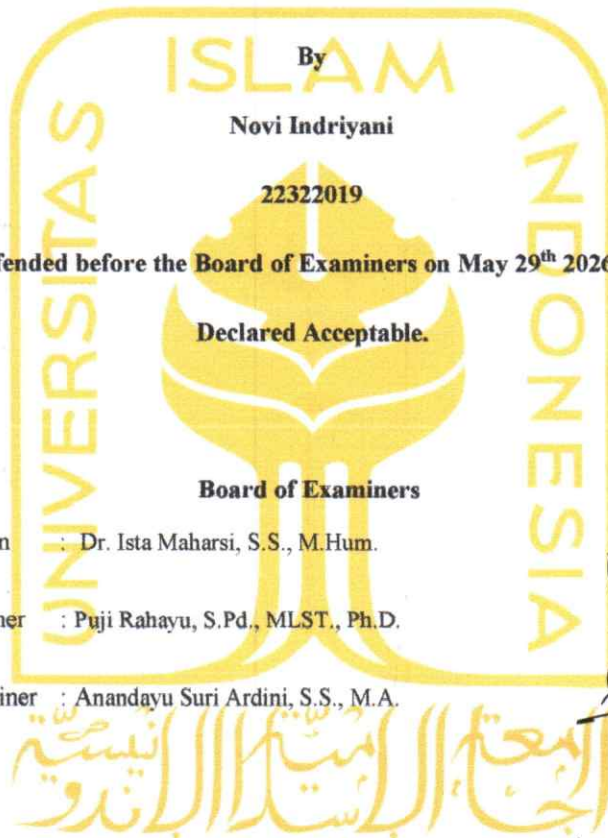 By
Novi Indriyani
22322019
fended before the Board of Examiners on May 29th 2026
Declared Acceptable.
Board of Examiners
n : Dr. Ista Maharsi, S.S., M.Hum.
ner : Puji Rahayu, S.Pd., MLST., Ph.D.
iner : Anandayu Suri Ardini, S.S., M.A.
UNIVERSITAS ISLAM INDONESIA